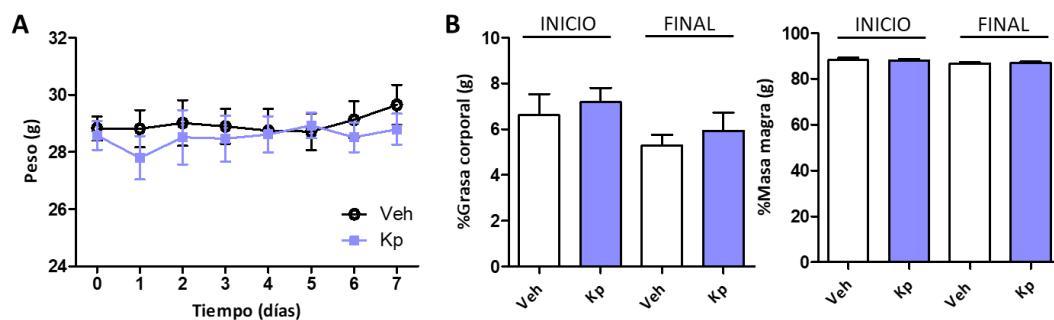 A
Peso (g)
32
30
28
26
24
Veh
Kp
0 1 2 3 4 5 6 7
Tiempo (días)
B
INICIO FINAL
%Grasa corporal (g)
10
8
6
4
2
0
Veh Kp Veh Kp
INICIO FINAL
%Masa magra (g)
100
80
60
40
20
0
Veh Kp Veh Kp